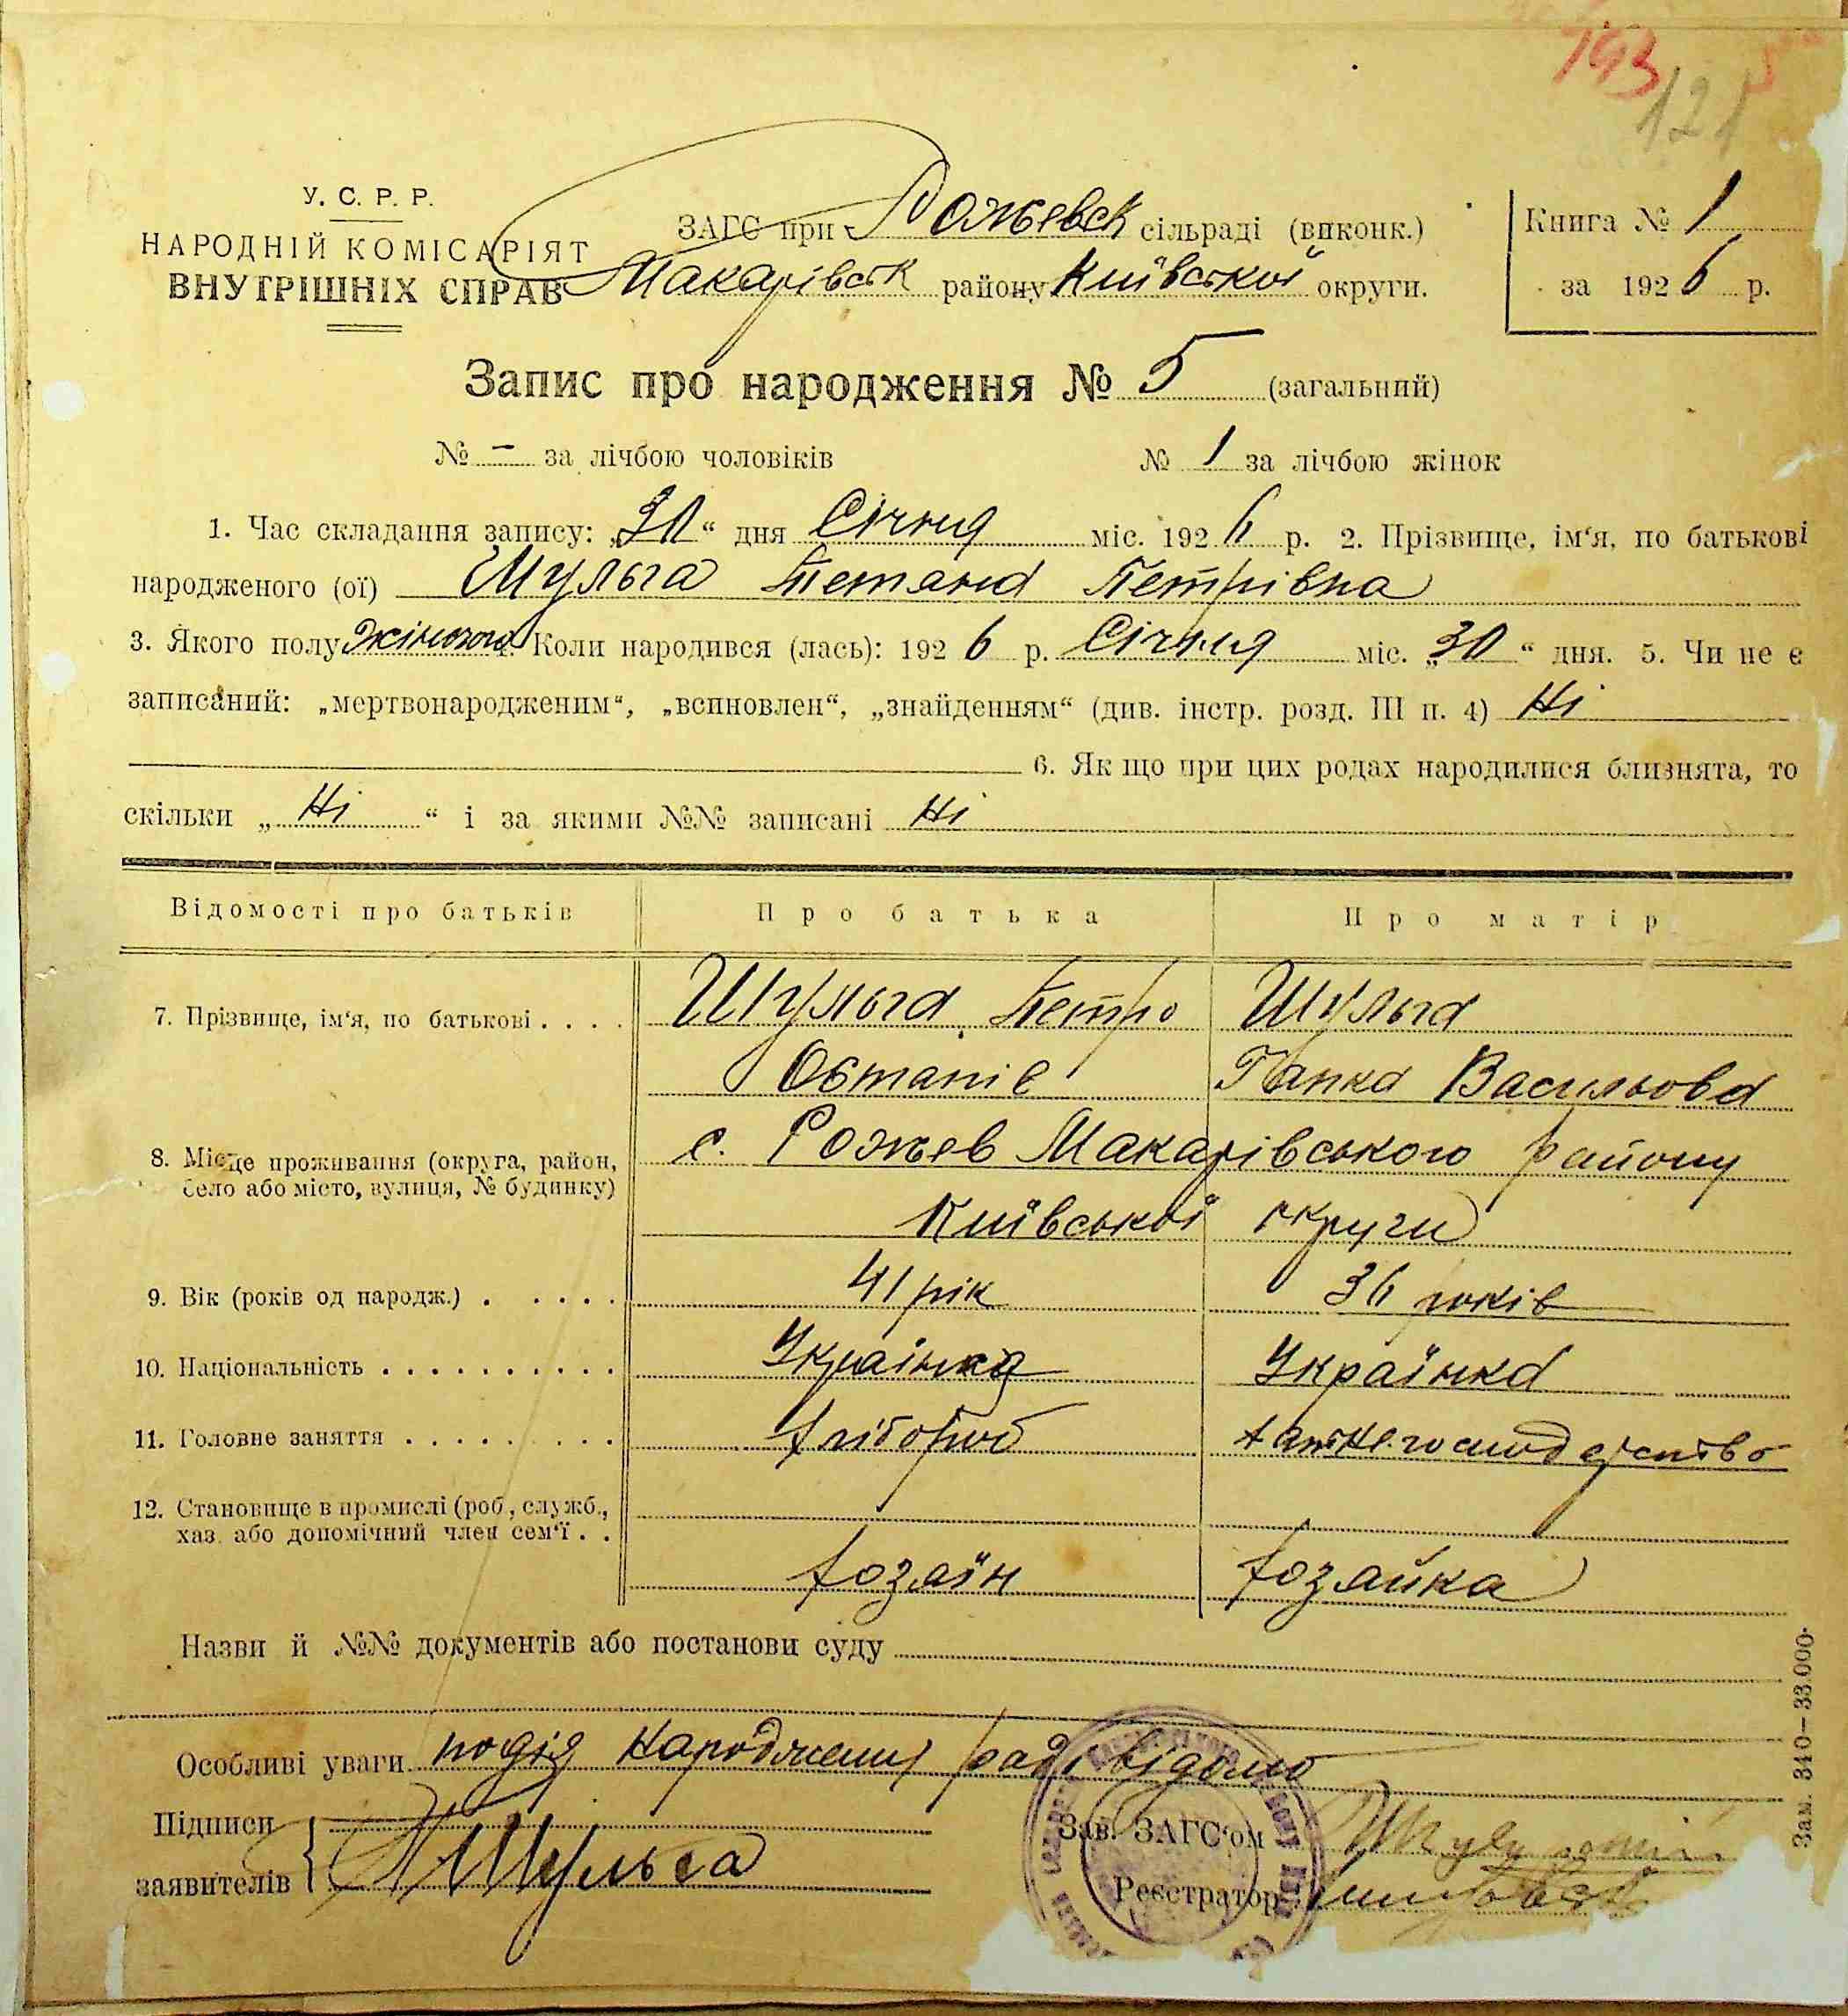 193
121
У. С. Р. Р.
НАРОДНІЙ КОМІСАРІЯТ
ВНУТРІШНІХ СПРАВ
ЗАГС при Рожевск сільраді (виконк.)
Макарівськ району Київської округи.
Книга № 1
за 1926 р.
Запис про народження № 5 (загальний)
№ - за лічбою чоловіків № 1 за лічбою жінок
1. Час складання запису: „30“ дня Січня міс. 1926 р. 2. Прізвище, ім‘я, по батькові
народженого (ої) Шульга Тетяна Петрівна
3. Якого полу жіночого 4. Коли народився (лась): 1926 р. Січня міс. „30“ дня. 5. Чи не є
записаний: „мертвонародженим“, „всиновлен“, „знайденням“ (див. інстр. розд. III п. 4) Ні
6. Як що при цих родах народилися близнята, то
скільки „ Ні “ і за якими №№ записані Ні
Відомості про батьків Про батька Про матір
7. Прізвище, ім‘я, по батькові . . . . Шульга Петро Шульга
Остапів Ганка Васильова
8. Місце проживання (округа, район, село або місто, вулиця, № будинку) с. Рожев Макарівського району
Київської округи
9. Вік (років од народж.) . . . . . 41 рік 36 років
10. Національність . . . . . . . . . . Українка Українка
11. Головне заняття . . . . . . . . . Хлібороб господарство
12. Становище в промислі (роб., служб.,
хаз. або допомічний член сем‘ї . . Хозяїн Хозяйка
Назви й №№ документів або постанови суду
Особливі уваги подія народження раді відомо
Підписи
заявителів П Шульга
Зав. ЗАГС‘ом
Реєстратор
Зам. 340—33.000.